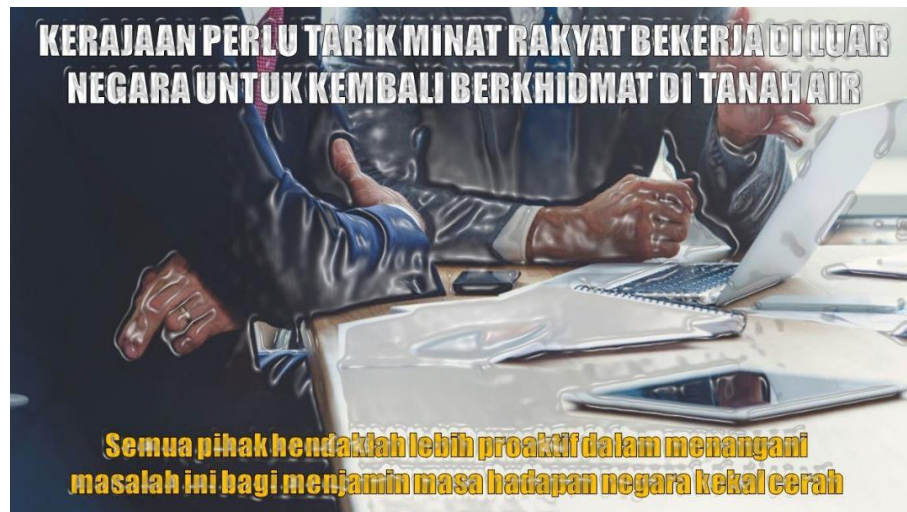 KERAJAAN PERLU TARIK MINAT RAKYAT BEKERJA DI LUAR
NEGARA UNTUK KEMBALI BERKHIDMAT DI TANAH AIR
Semua pihak hendaklah lebih proaktif dalam menangani
masalah ini bagi menjamin masa hadapan negara kekal cerah